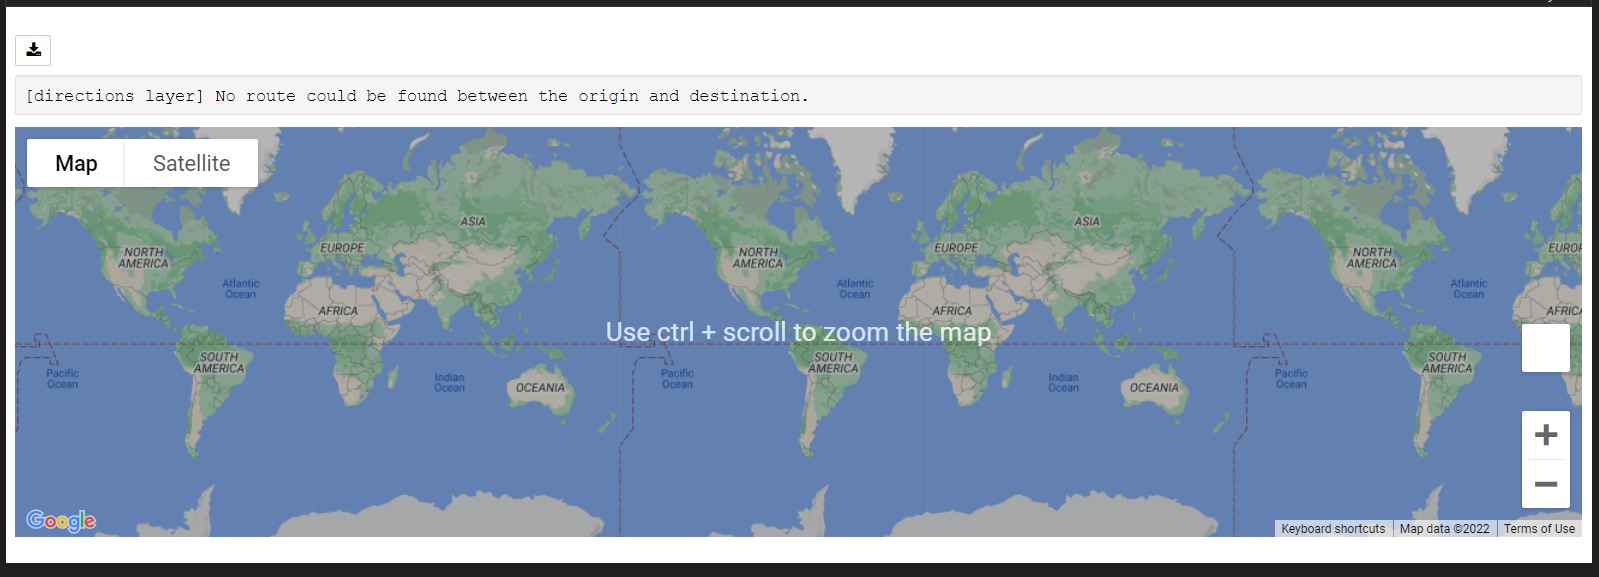 [directions layer] No route could be found between the origin and destination.
Map Satellite
ASIA
ASIA
EUROPE
EUROPE
NORTH
AMERICA
NORTH
AMERICA
NORTH
AMERICA
Atlantic
Ocean
Atlantic
Ocean
Atlantic
Ocean
AFRICA
AFRICA
Use ctrl + scroll to zoom the map
SOUTH
AMERICA
SOUTH
AMERICA
SOUTH
AMERICA
Pacific
Ocean
Indian
Ocean
OCEANIA
Pacific
Ocean
Indian
Ocean
OCEANIA
Pacific
Ocean
Google
Keyboard shortcuts Map data ©2022 Terms of Use